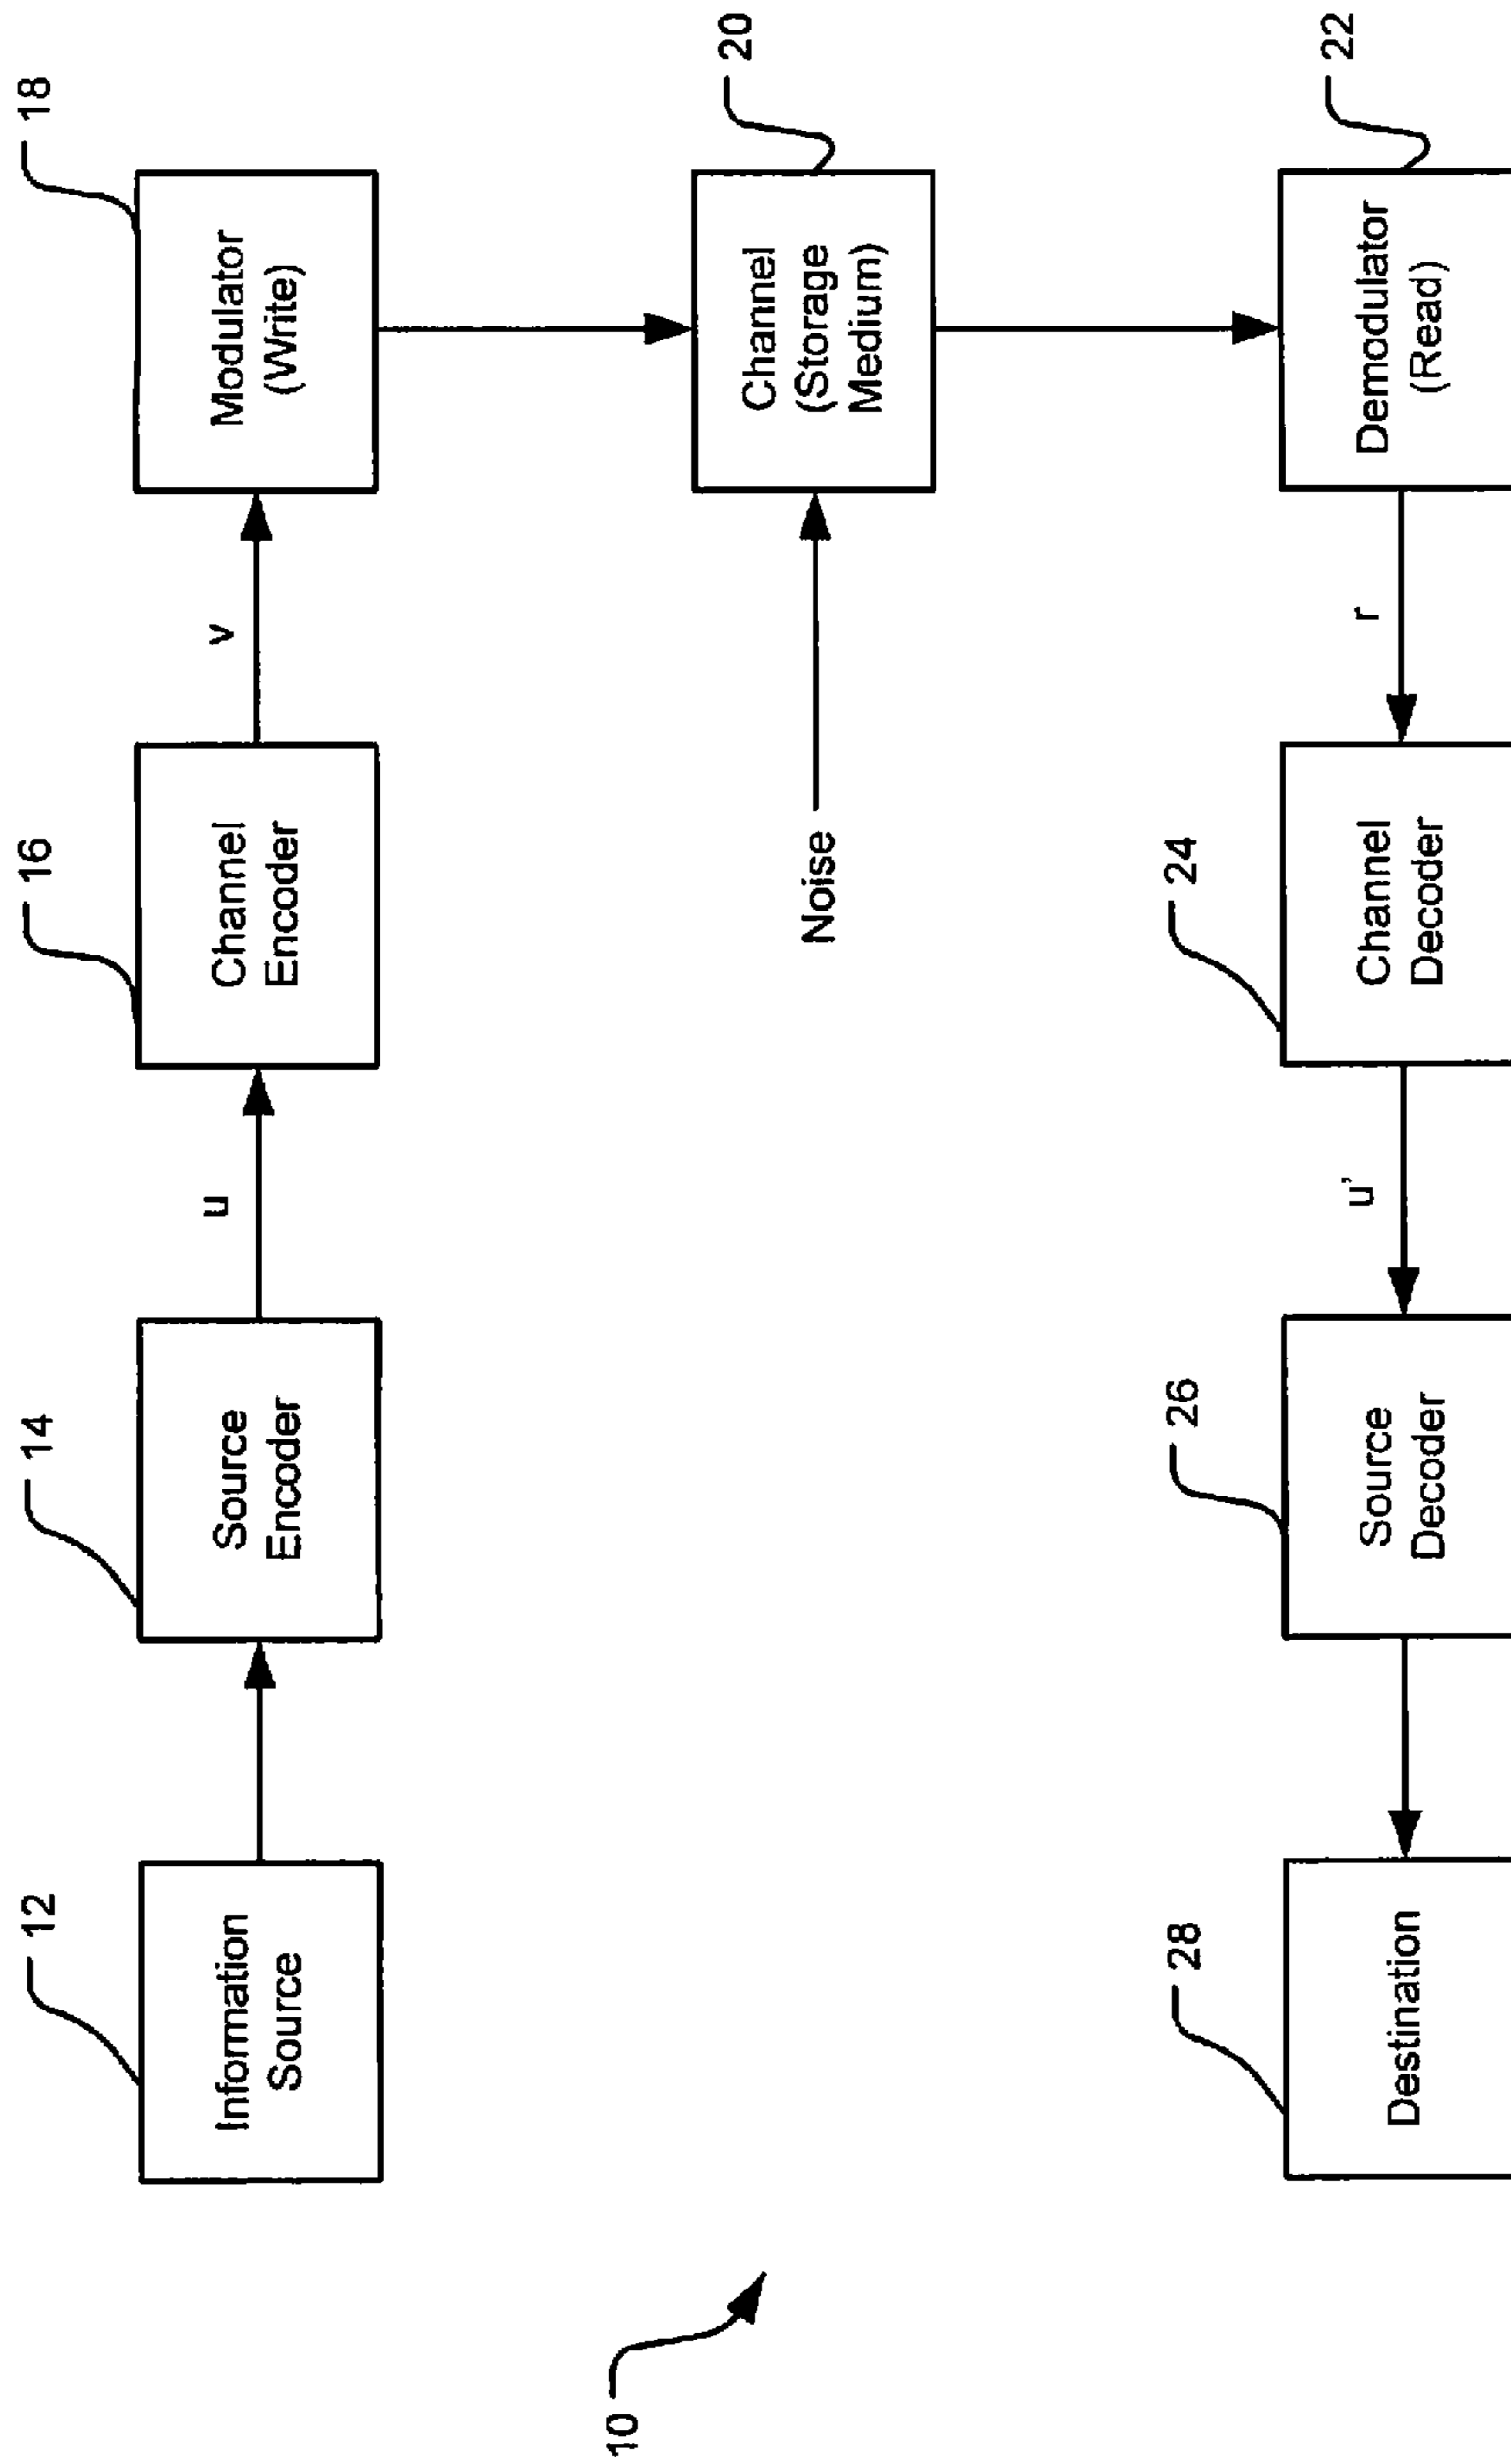 12
14
16
18
Information
Source
Source
Encoder
u
Channel
Encoder
v
Modulator
(Write)
20
Noise
Channel
(Storage
Medium)
10
28
26
24
22
Destination
Source
Decoder
u'
Channel
Decoder
r
Demodulator
(Read)